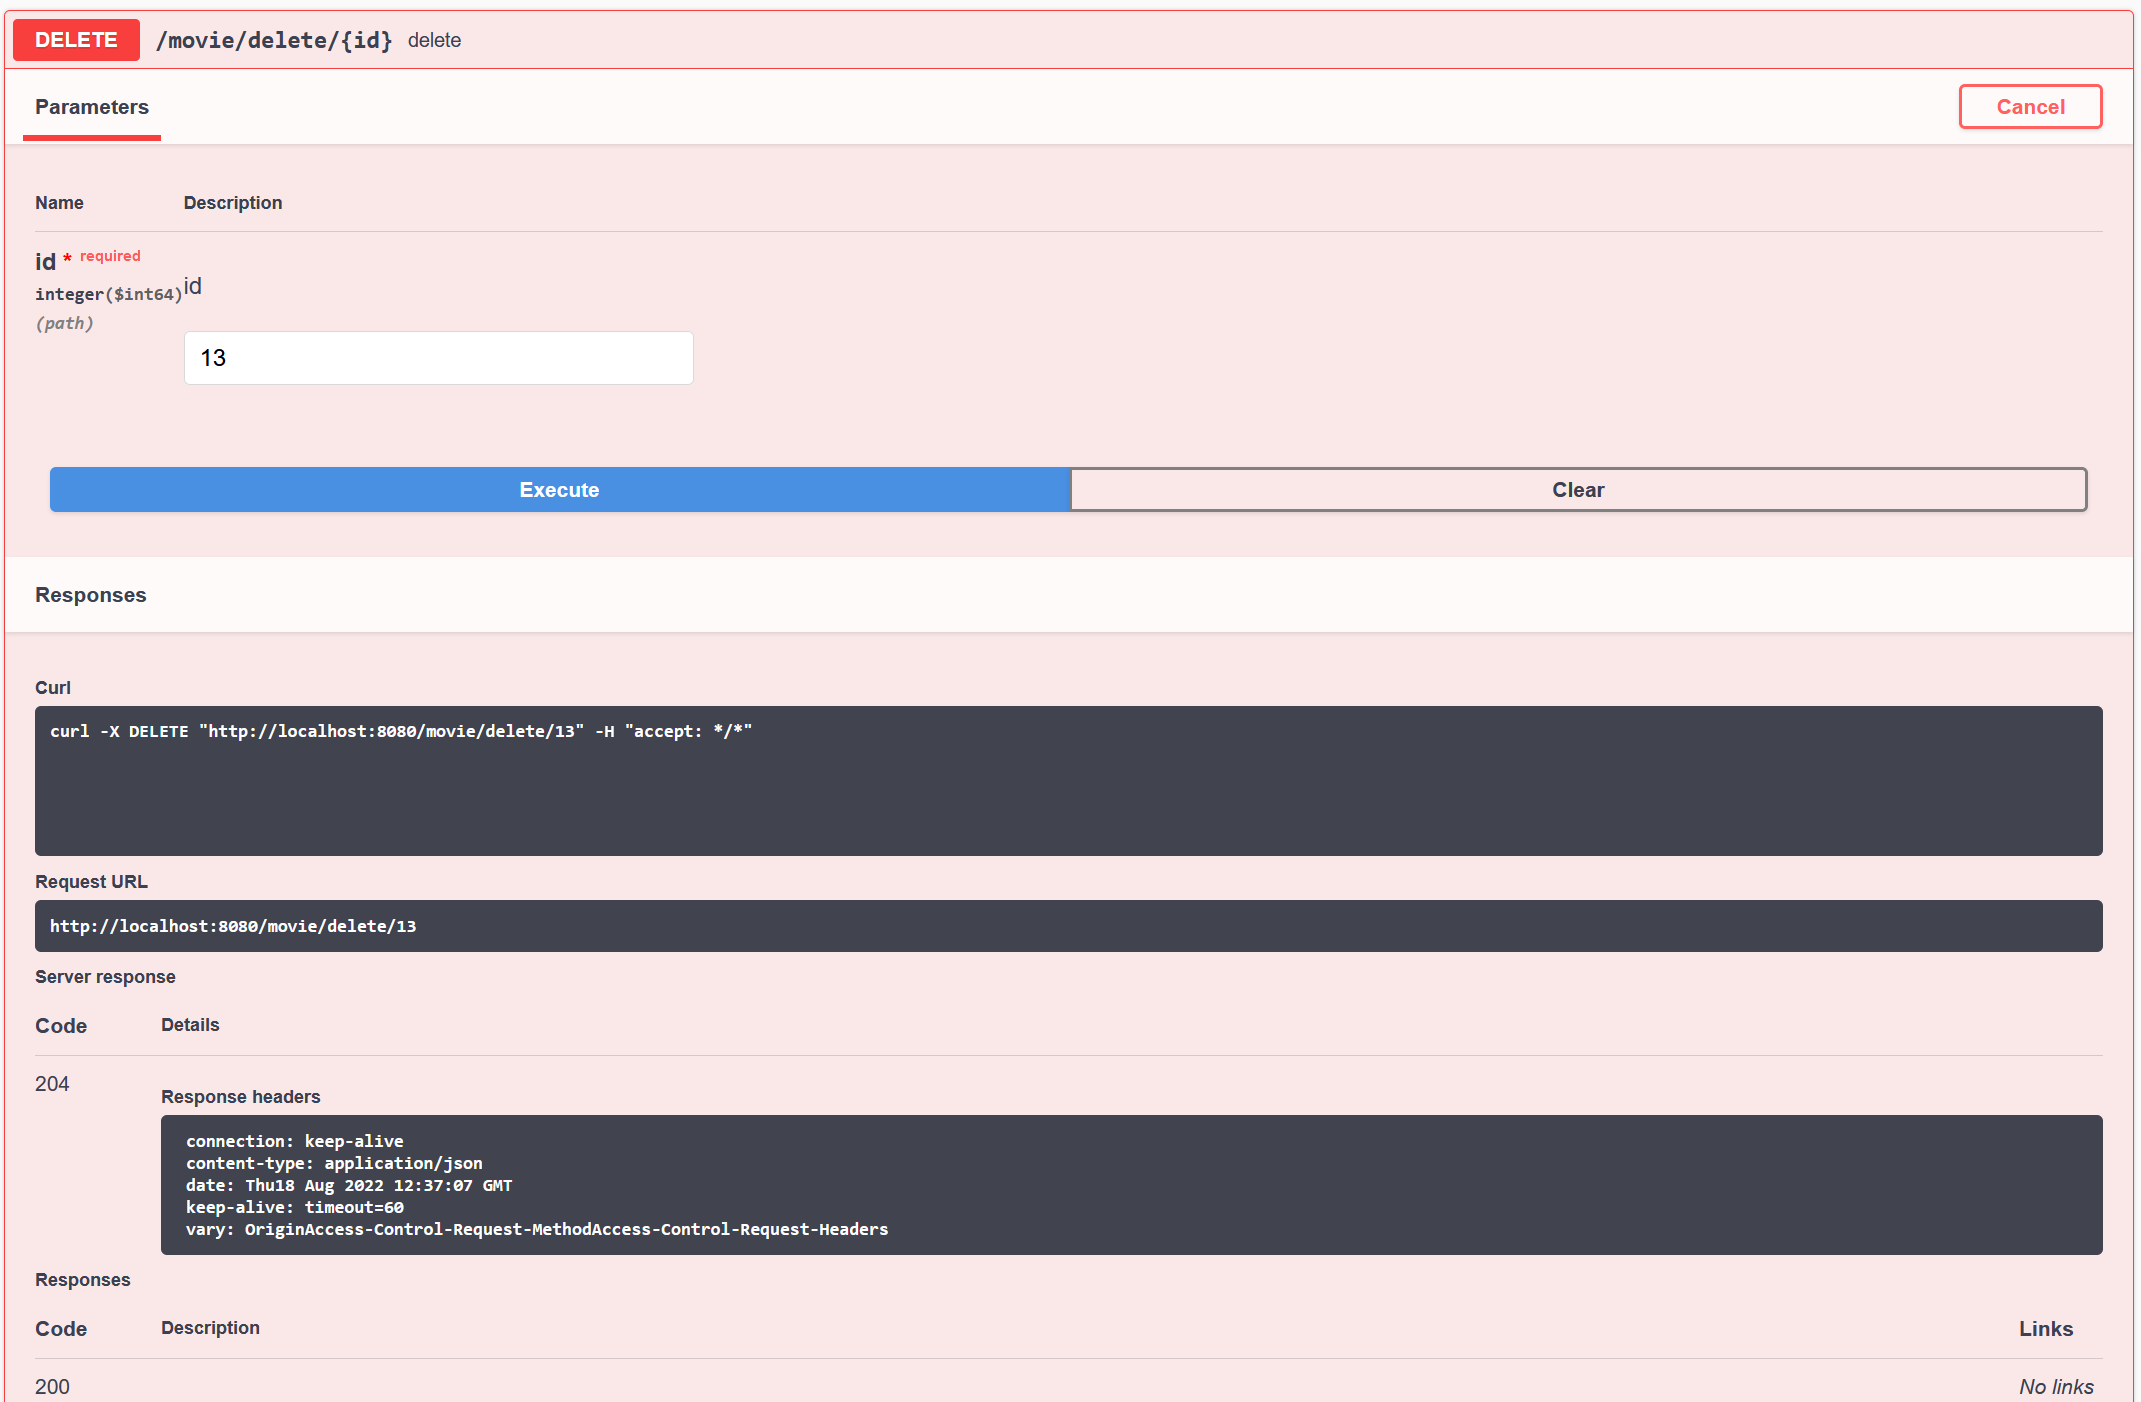 DELETE /movie/delete/{id} delete
Parameters Cancel
Name Description
id * required
integer($int64)
(path)
id
13
Execute Clear
Responses
Curl
curl -X DELETE "http://localhost:8080/movie/delete/13" -H "accept: */*"
Request URL
http://localhost:8080/movie/delete/13
Server response
Code Details
204
Response headers
connection: keep-alive
content-type: application/json
date: Thu18 Aug 2022 12:37:07 GMT
keep-alive: timeout=60
vary: OriginAccess-Control-Request-MethodAccess-Control-Request-Headers
Responses
Code Description Links
200 No links